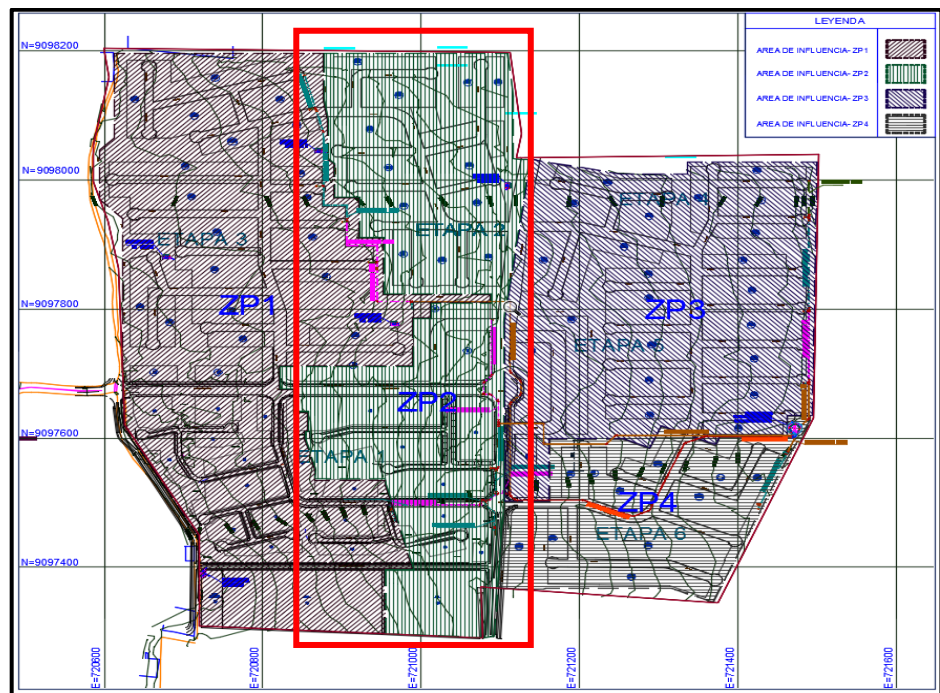 LEYENDA
AREA DE INFLUENCIA- ZP1
AREA DE INFLUENCIA- ZP2
AREA DE INFLUENCIA- ZP3
AREA DE INFLUENCIA- ZP4
N=9098200
N=9098000
ETAPA 4
ETAPA 2
ETAPA 3
N=9097800
ZP1
ZP3
ETAPA 5
ZP2
N=9097600
ETAPA 1
ZP4
ETAPA 6
N=9097400
E=720600
E=720800
E=721000
E=721200
E=721400
E=721600